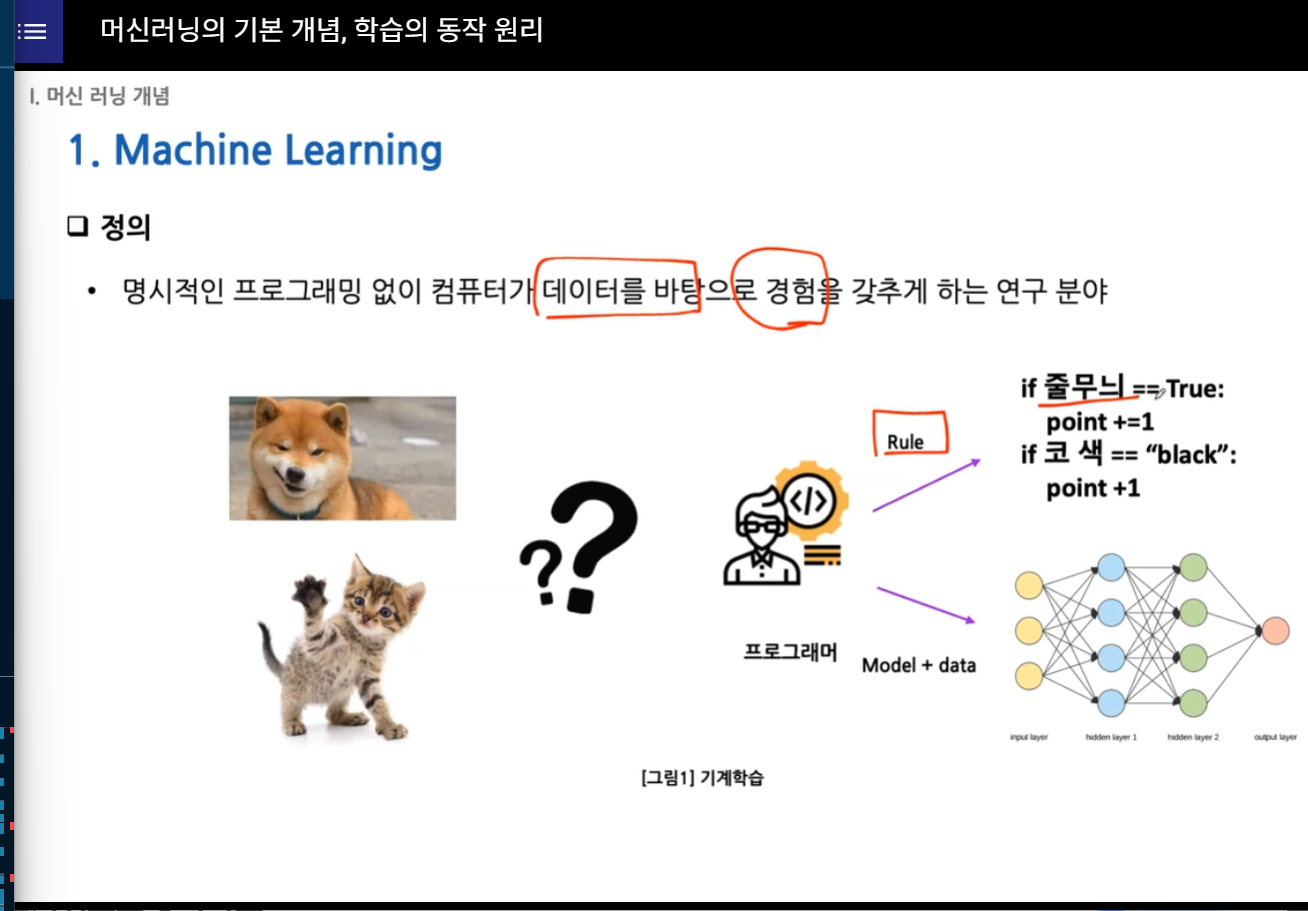 머신러닝의 기본 개념, 학습의 동작 원리
I. 머신 러닝 개념
1. Machine Learning
정의
• 명시적인 프로그래밍 없이 컴퓨터가 데이터를 바탕으로 경험을 갖추게 하는 연구 분야
Rule
if 줄무늬 == True:
point +=1
if 코 색 == “black”:
point +1
</>
프로그래머
Model + data
input layer
hidden layer 1
hidden layer 2
output layer
[그림1] 기계학습